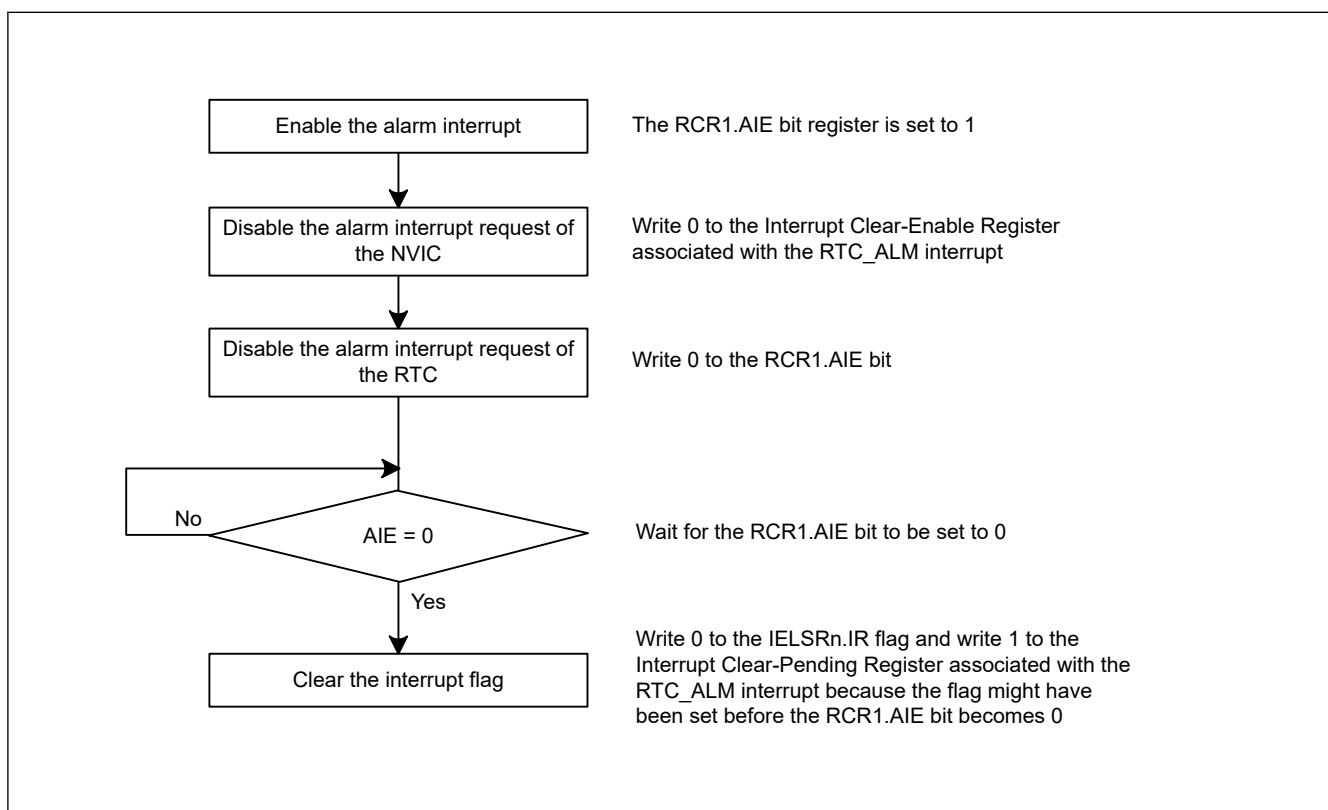 Enable the alarm interrupt
The RCR1.AIE bit register is set to 1
Disable the alarm interrupt request of
the NVIC
Write 0 to the Interrupt Clear-Enable Register
associated with the RTC_ALM interrupt
Disable the alarm interrupt request of
the RTC
Write 0 to the RCR1.AIE bit
No
AIE = 0
Wait for the RCR1.AIE bit to be set to 0
Yes
Clear the interrupt flag
Write 0 to the IELSRn.IR flag and write 1 to the
Interrupt Clear-Pending Register associated with the
RTC_ALM interrupt because the flag might have
been set before the RCR1.AIE bit becomes 0